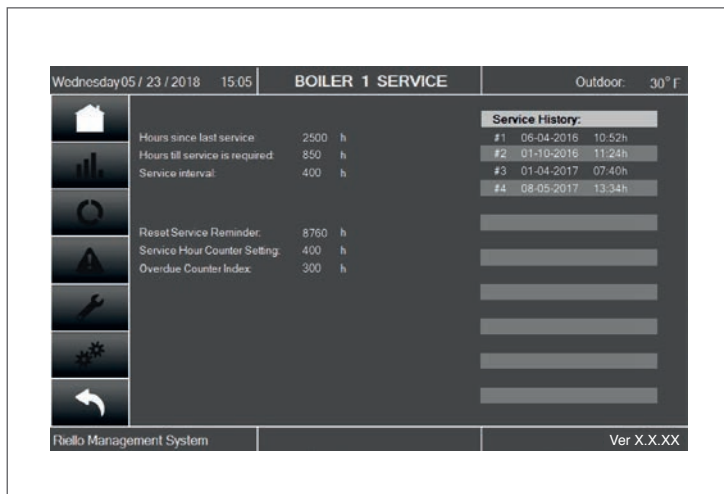 Wednesday 05 / 23 / 2018 15:05 BOILER 1 SERVICE Outdoor: 30° F
Service History:
#1 06-04-2016 10:52h
#2 01-10-2016 11:24h
#3 01-04-2017 07:40h
#4 08-05-2017 13:34h
Hours since last service: 2500 h
Hours till service is required: 850 h
Service interval: 400 h
Reset Service Reminder: 8760 h
Service Hour Counter Setting: 400 h
Overdue Counter Index: 300 h
Riello Management System Ver X.X.XX